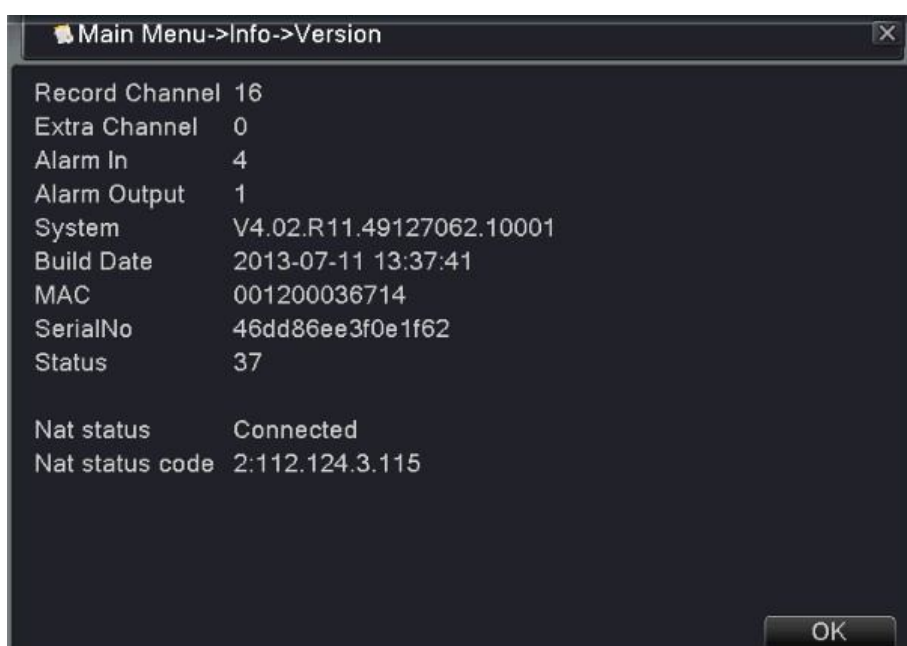 Main Menu->Info->Version
Record Channel 16
Extra Channel 0
Alarm In 4
Alarm Output 1
System V4.02.R11.49127062.10001
Build Date 2013-07-11 13:37:41
MAC 001200036714
SerialNo 46dd86ee3f0e1f62
Status 37
Nat status Connected
Nat status code 2:112.124.3.115
OK